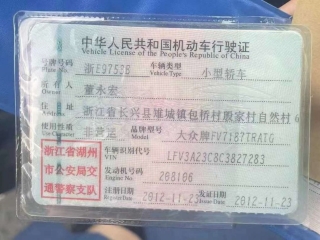 中华人民共和国机动车行驶证
Vehicle License of the People's Republic of China
号牌号码 浙E9753B 车辆类型 小型轿车
Plate No. Vehicle Type
所有人 董永宏
Owner
住址 浙江省长兴县雉城镇包桥村殷家村自然村6
使用性质 非营运 品牌型号 大众牌FV7187TRATG
浙江省湖州市公安局交通警察支队
车辆识别代号 LFV3A23C8C3827283
VIN
发动机号码 208106
Engine No.
注册日期 2012-11-23 发证日期 2012-11-23
Register Date Issue Date